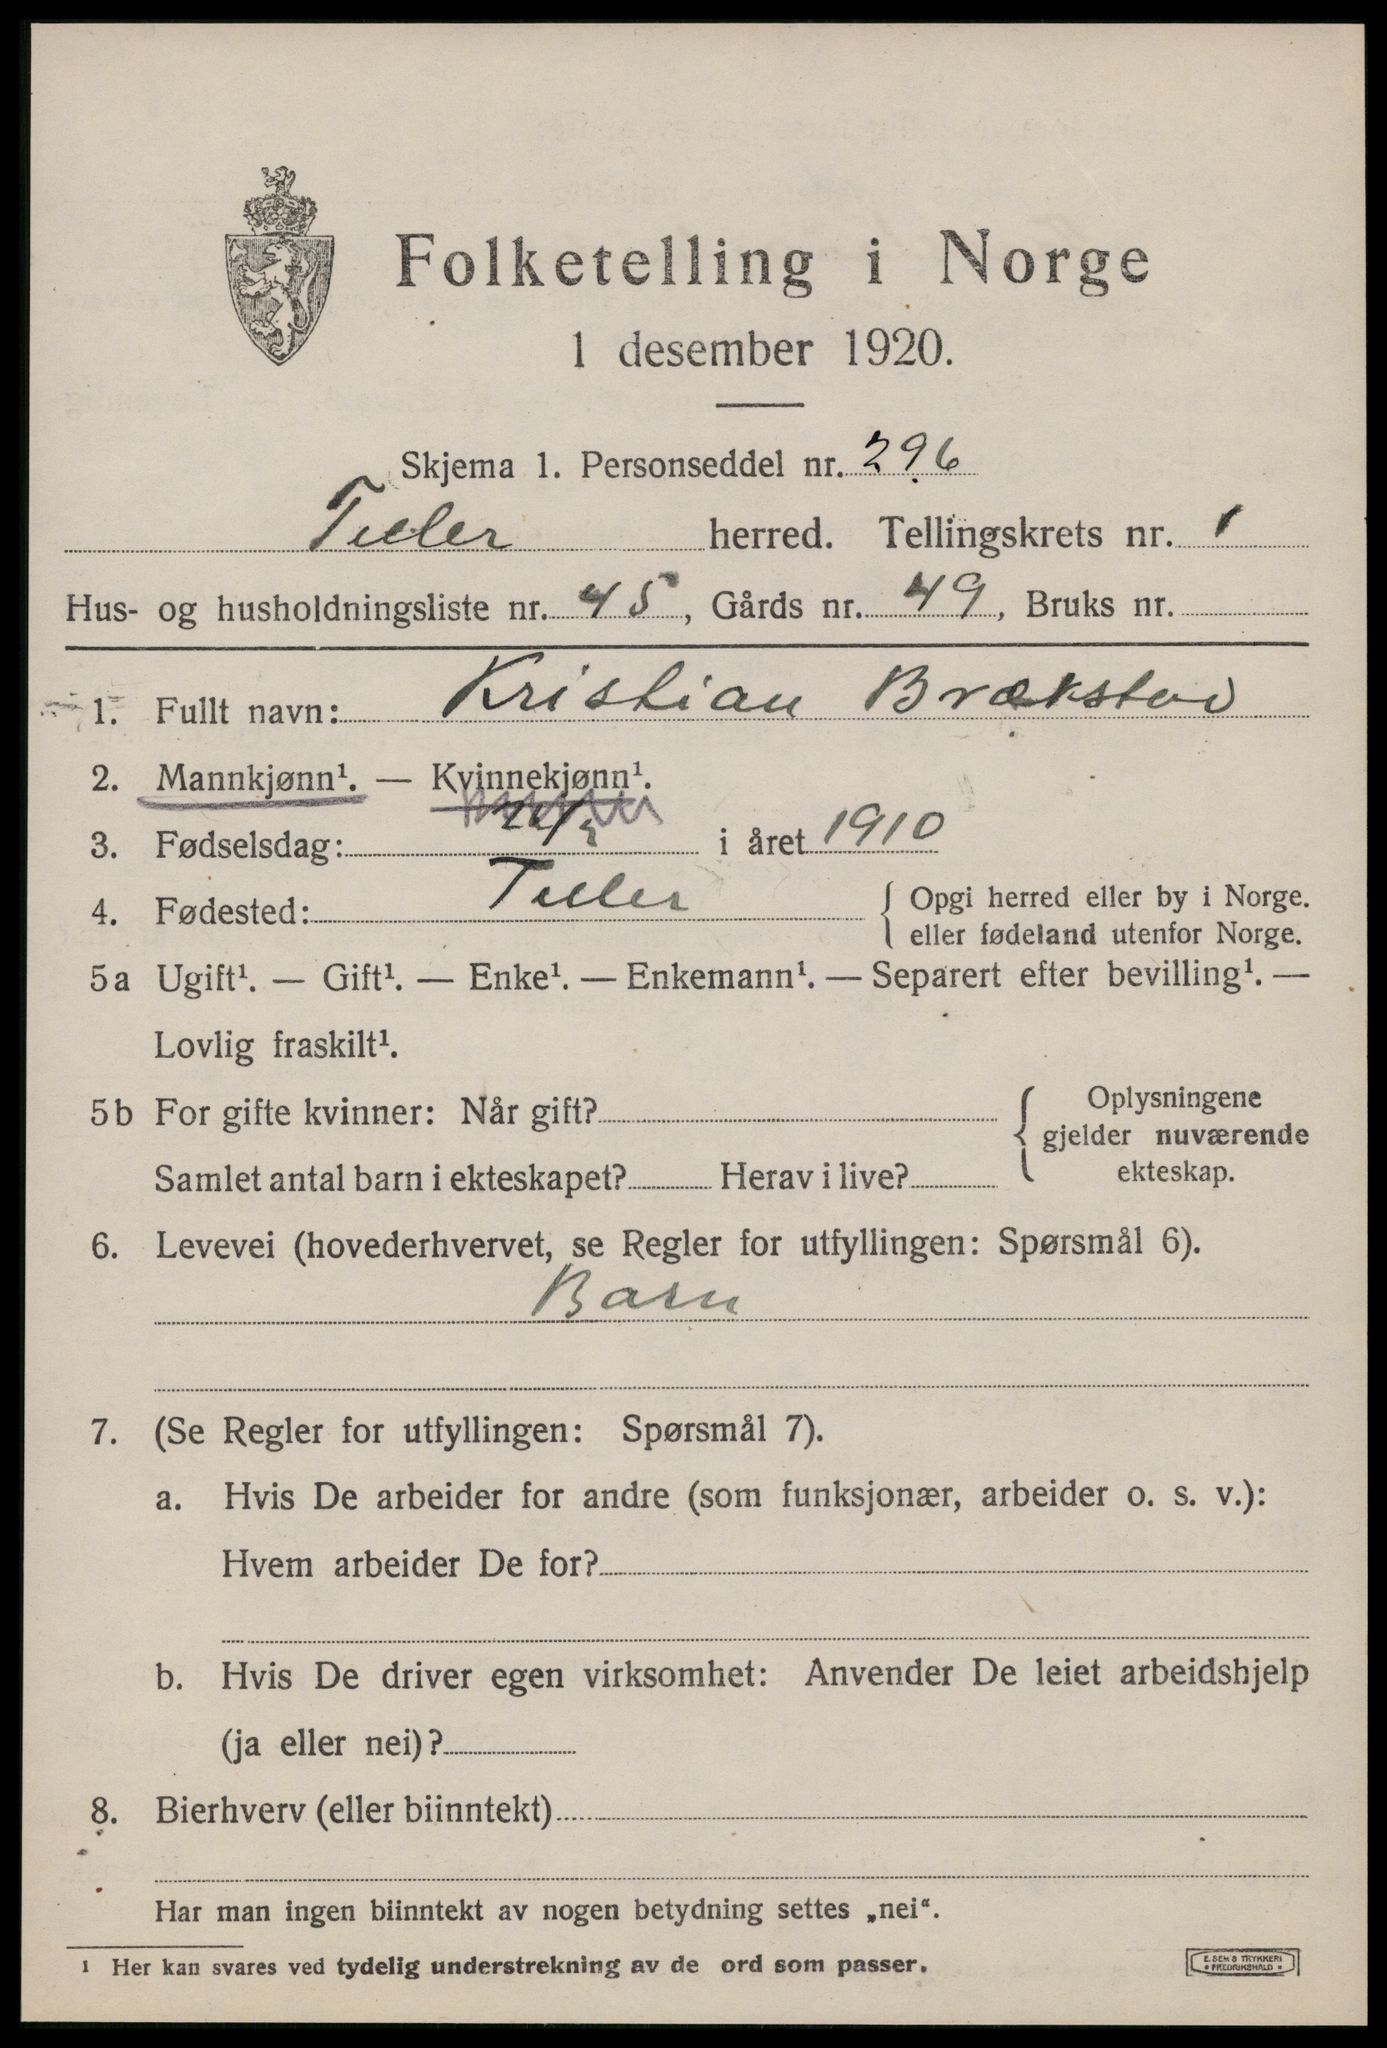 Folketelling i Norge
1 desember 1920.
Skjema 1. Personseddel nr. 296
Tiller herred. Tellingskrets nr. 1
Hus- og husholdningsliste nr. 45, Gårds nr. 49, Bruks nr.
1. Fullt navn: Kristian Brækstad
2. Mannkjønn¹. — Kvinnekjønn¹.
3. Fødselsdag: i året 1910
4. Fødested: Tiller { Opgi herred eller by i Norge.
eller fødeland utenfor Norge.
5a Ugift¹. — Gift¹. — Enke¹. — Enkemann¹. — Separert efter bevilling¹. —
Lovlig fraskilt¹.
5b For gifte kvinner: Når gift? { Oplysningene
gjelder nuværende
Samlet antal barn i ekteskapet? Herav i live? ekteskap.
6. Levevei (hovederhvervet, se Regler for utfyllingen: Spørsmål 6).
Barn
7. (Se Regler for utfyllingen: Spørsmål 7).
a. Hvis De arbeider for andre (som funksjonær, arbeider o. s. v.):
Hvem arbeider De for?
b. Hvis De driver egen virksomhet: Anvender De leiet arbeidshjelp
(ja eller nei)?
8. Bierhverv (eller biinntekt)
Har man ingen biinntekt av nogen betydning settes „nei“.
¹ Her kan svares ved tydelig understrekning av de ord som passer.
E. SEM'S TRYKKERI
• FREDRIKSHALD •